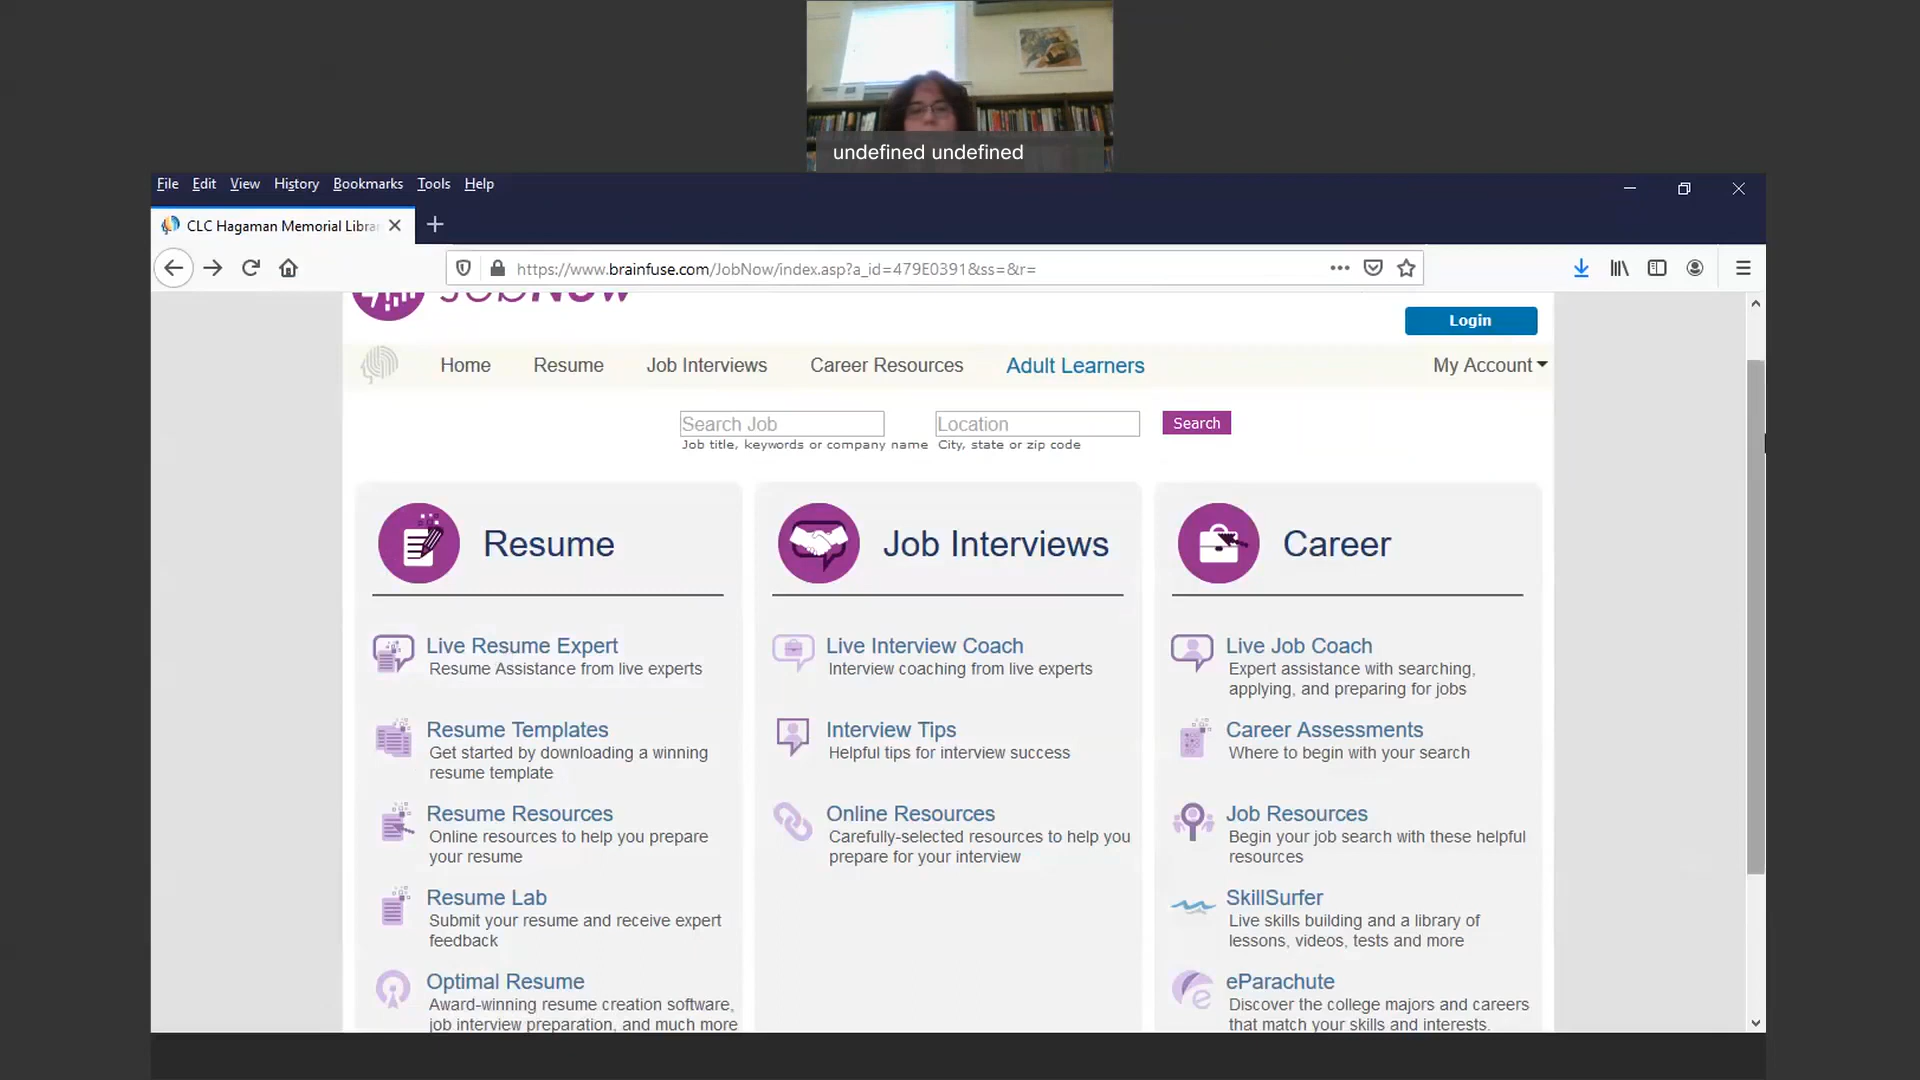 undefined undefined
File Edit View History Bookmarks Tools Help
CLC Hagaman Memorial Libra
https://www.brainfuse.com/JobNow/index.asp?a_id=479E0391&ss=&r=
JOBNOW
Login
Home Resume Job Interviews Career Resources Adult Learners My Account
Search Job Location Search
Job title, keywords or company name City, state or zip code
Resume
Live Resume Expert
Resume Assistance from live experts
Resume Templates
Get started by downloading a winning
resume template
Resume Resources
Online resources to help you prepare
your resume
Resume Lab
Submit your resume and receive expert
feedback
Optimal Resume
Award-winning resume creation software,
job interview preparation, and much more
Job Interviews
Live Interview Coach
Interview coaching from live experts
Interview Tips
Helpful tips for interview success
Online Resources
Carefully-selected resources to help you
prepare for your interview
Career
Live Job Coach
Expert assistance with searching,
applying, and preparing for jobs
Career Assessments
Where to begin with your search
Job Resources
Begin your job search with these helpful
resources
SkillSurfer
Live skills building and a library of
lessons, videos, tests and more
eParachute
Discover the college majors and careers
that match your skills and interests.